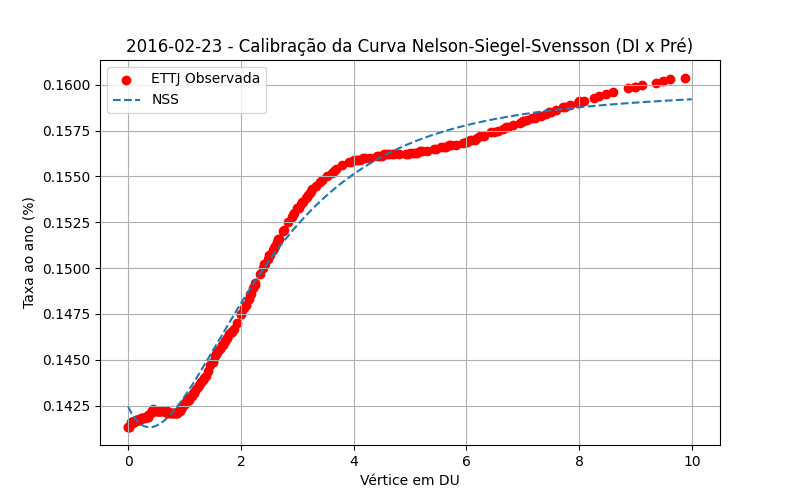 2016-02-23 - Calibração da Curva Nelson-Siegel-Svensson (DI x Pré)
ETTJ Observada
NSS
Taxa ao ano (%)
0.1600
0.1575
0.1550
0.1525
0.1500
0.1475
0.1450
0.1425
0 2 4 6 8 10
Vértice em DU